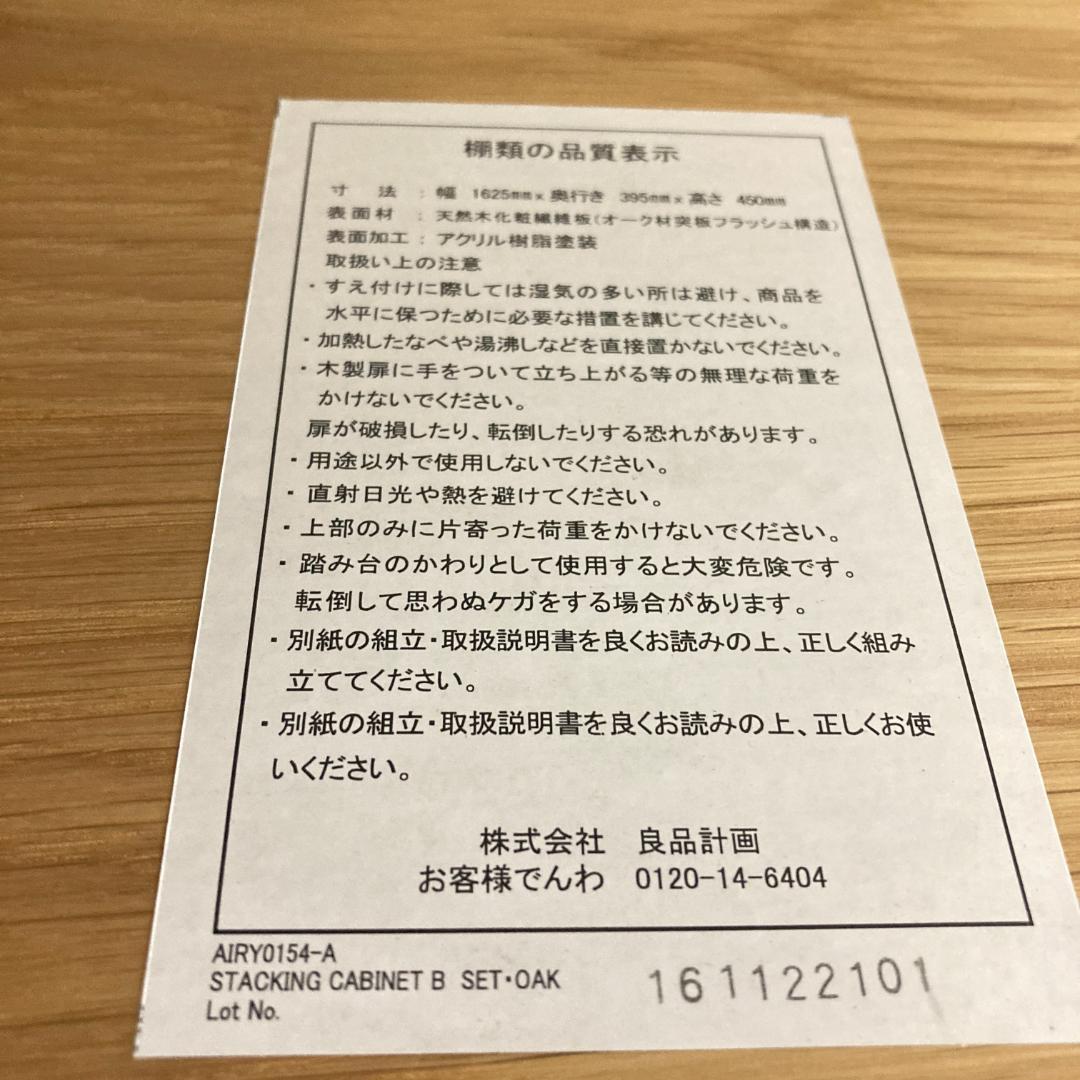 棚類の品質表示
寸　法 : 幅 1625mm×奥行き 395mm×高さ 450mm
表面材 : 天然木化粧繊維板(オーク材突板フラッシュ構造)
表面加工 : アクリル樹脂塗装
取扱い上の注意
・すえ付けに際しては湿気の多い所は避け、商品を
水平に保つために必要な措置を講じてください。
・加熱したなべや湯沸しなどを直接置かないでください。
・木製扉に手をついて立ち上がる等の無理な荷重を
かけないでください。
扉が破損したり、転倒したりする恐れがあります。
・用途以外で使用しないでください。
・直射日光や熱を避けてください。
・上部のみに片寄った荷重をかけないでください。
・踏み台のかわりとして使用すると大変危険です。
転倒して思わぬケガをする場合があります。
・別紙の組立・取扱説明書を良くお読みの上、正しく組み
立ててください。
・別紙の組立・取扱説明書を良くお読みの上、正しくお使
いください。
株式会社　良品計画
お客様でんわ　0120-14-6404
AIRY0154-A
STACKING CABINET B SET・OAK
Lot No.
161122101